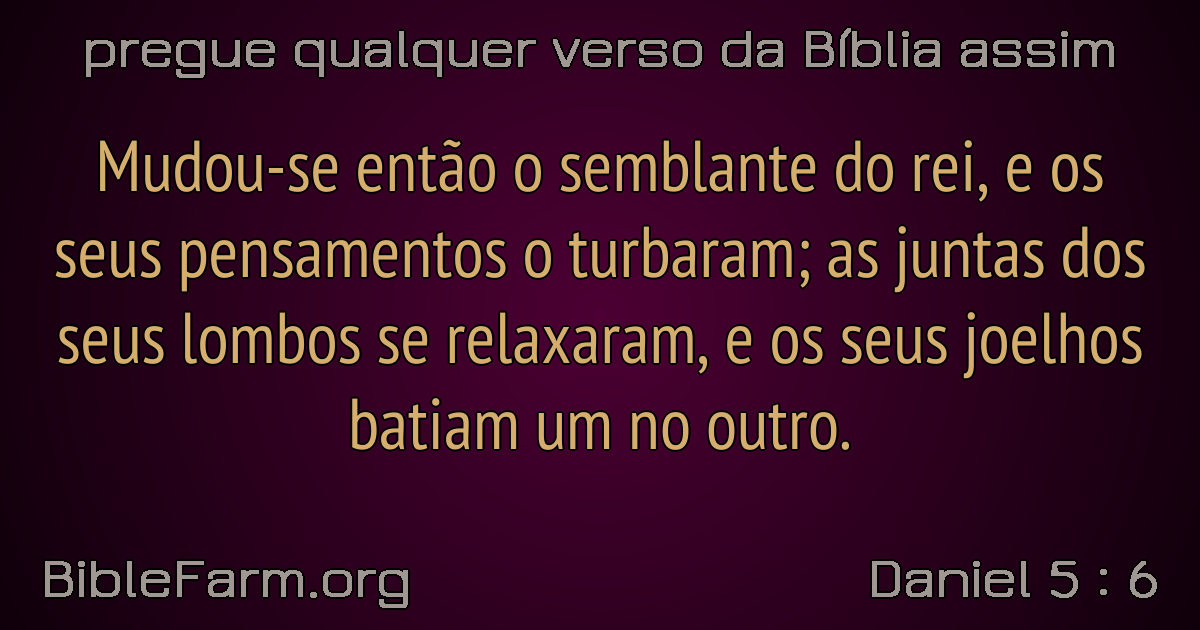 pregue qualquer verso da Bíblia assim
Mudou-se então o semblante do rei, e os
seus pensamentos o turbaram; as juntas dos
seus lombos se relaxaram, e os seus joelhos
batiam um no outro.
BibleFarm.org
Daniel 5 : 6